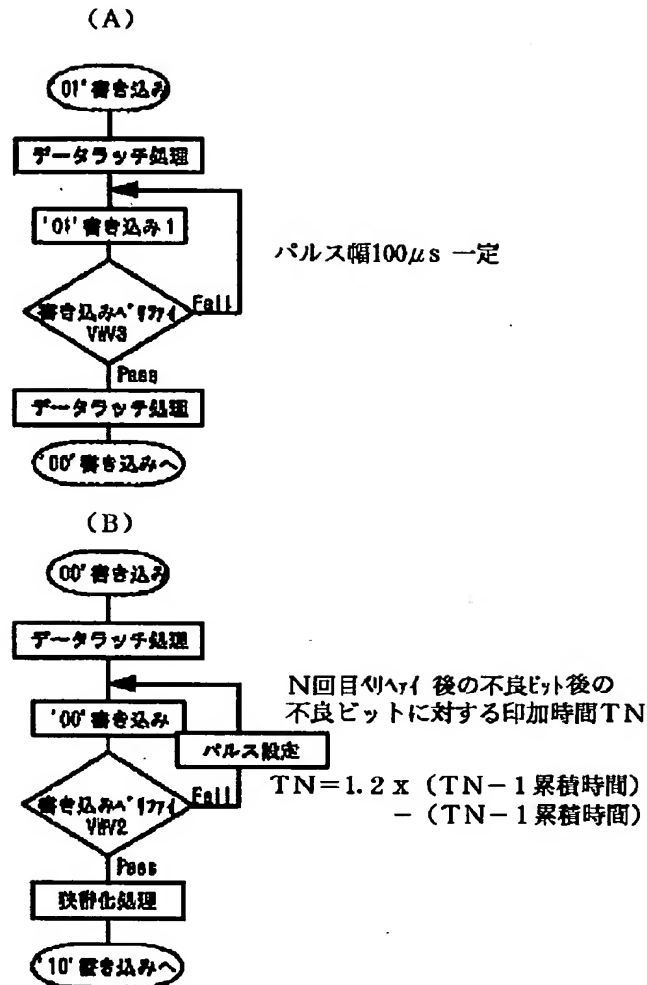 (A)
'01'書き込み
データラッチ処理
'01'書き込み1
パルス幅100μs 一定
書き込みベリファイ
VWV3
Fail
Pass
データラッチ処理
'00'書き込みへ
(B)
'00'書き込み
データラッチ処理
N回目ベリファイ 後の不良ビット後の
不良ビットに対する印加時間TN
'00'書き込み
パルス設定
TN=1.2x(TN-1累積時間)
-(TN-1累積時間)
書き込みベリファイ
VWV2
Fail
Pass
狭幅化処理
'10'書き込みへ